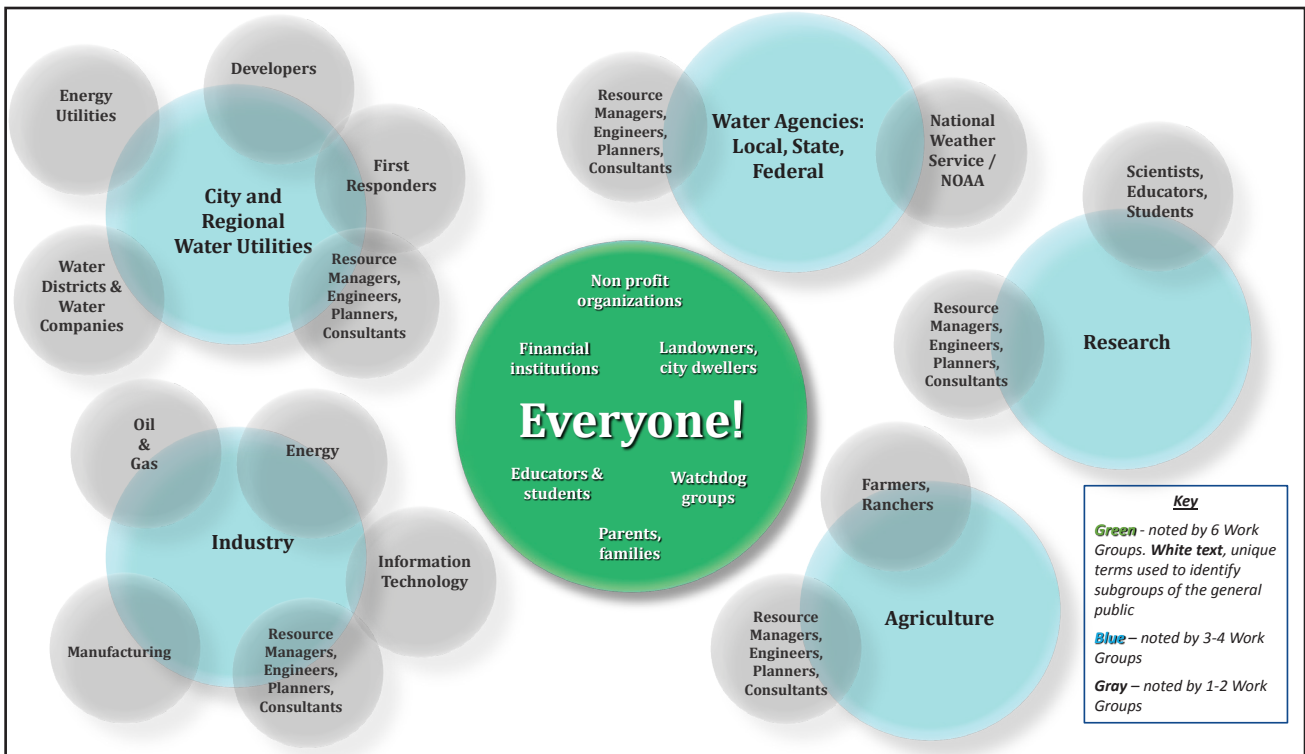 Developers
Energy
Utilities
First
Responders
City and
Regional
Water Utilities
Water
Districts &
Water
Companies
Resource
Managers,
Engineers,
Planners,
Consultants
Resource
Managers,
Engineers,
Planners,
Consultants
Water Agencies:
Local, State,
Federal
National
Weather
Service /
NOAA
Scientists,
Educators,
Students
Resource
Managers,
Engineers,
Planners,
Consultants
Research
Non profit
organizations
Financial
institutions
Landowners,
city dwellers
Everyone!
Educators &
students
Watchdog
groups
Parents,
families
Oil
&
Gas
Energy
Industry
Information
Technology
Manufacturing
Resource
Managers,
Engineers,
Planners,
Consultants
Farmers,
Ranchers
Agriculture
Resource
Managers,
Engineers,
Planners,
Consultants
Key
Green - noted by 6 Work
Groups. White text, unique
terms used to identify
subgroups of the general
public
Blue – noted by 3-4 Work
Groups
Gray – noted by 1-2 Work
Groups